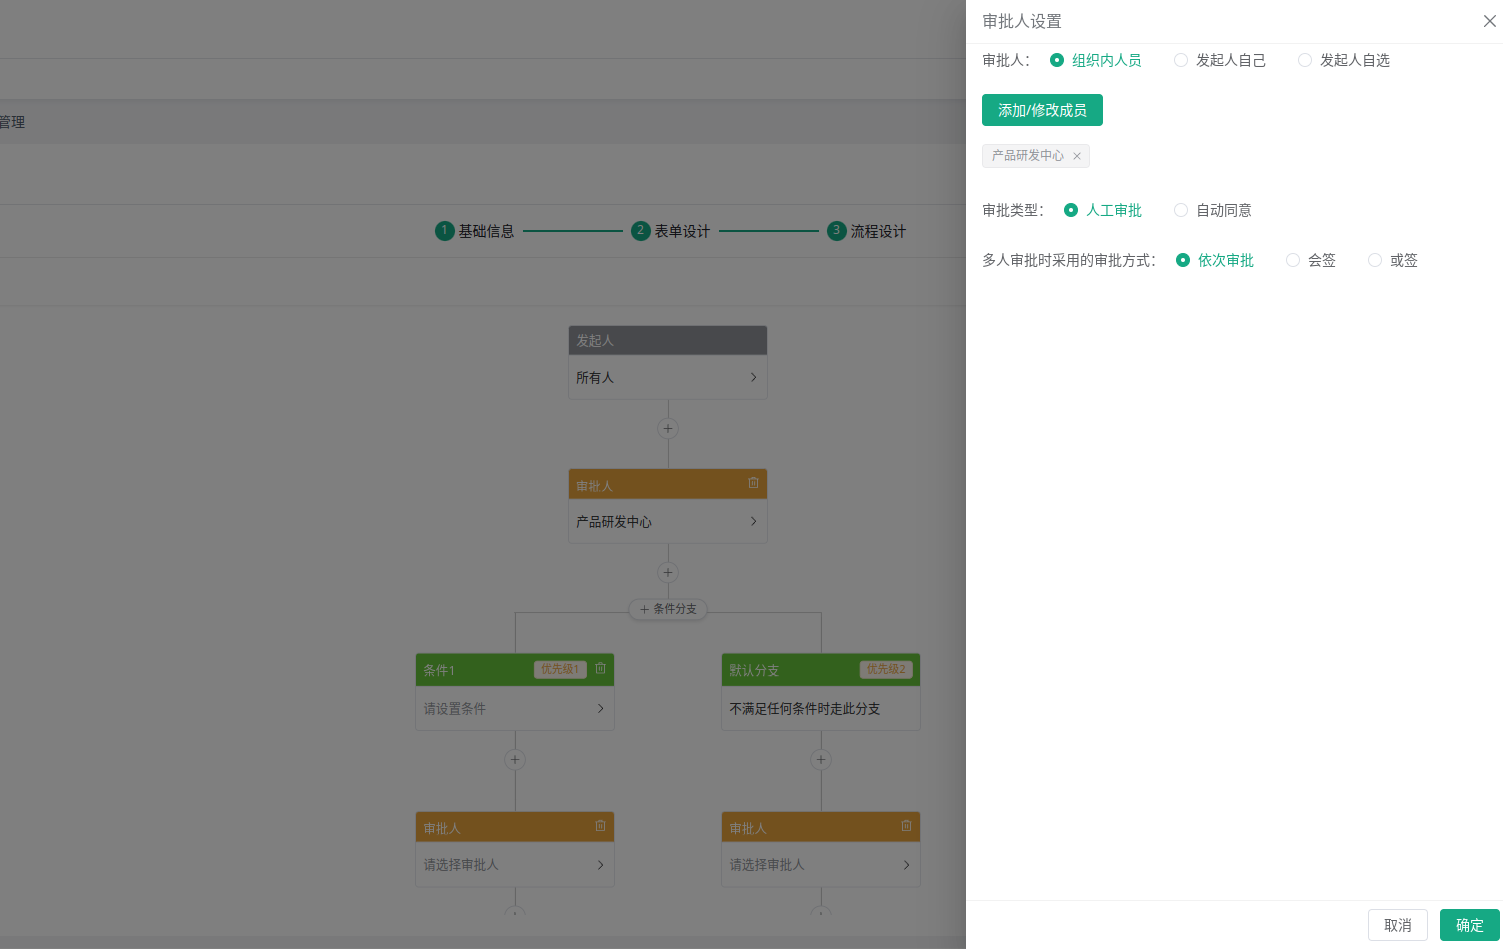 审批人设置
审批人： 组织内人员 发起人自己 发起人自选
添加/修改成员
产品研发中心
审批类型： 人工审批 自动同意
多人审批时采用的审批方式： 依次审批 会签 或签
取消 确定
管理
1 基础信息 2 表单设计 3 流程设计
发起人
所有人
审批人
产品研发中心
条件分支
条件1 优先级1
请设置条件
默认分支 优先级2
不满足任何条件时走此分支
审批人
请选择审批人
审批人
请选择审批人